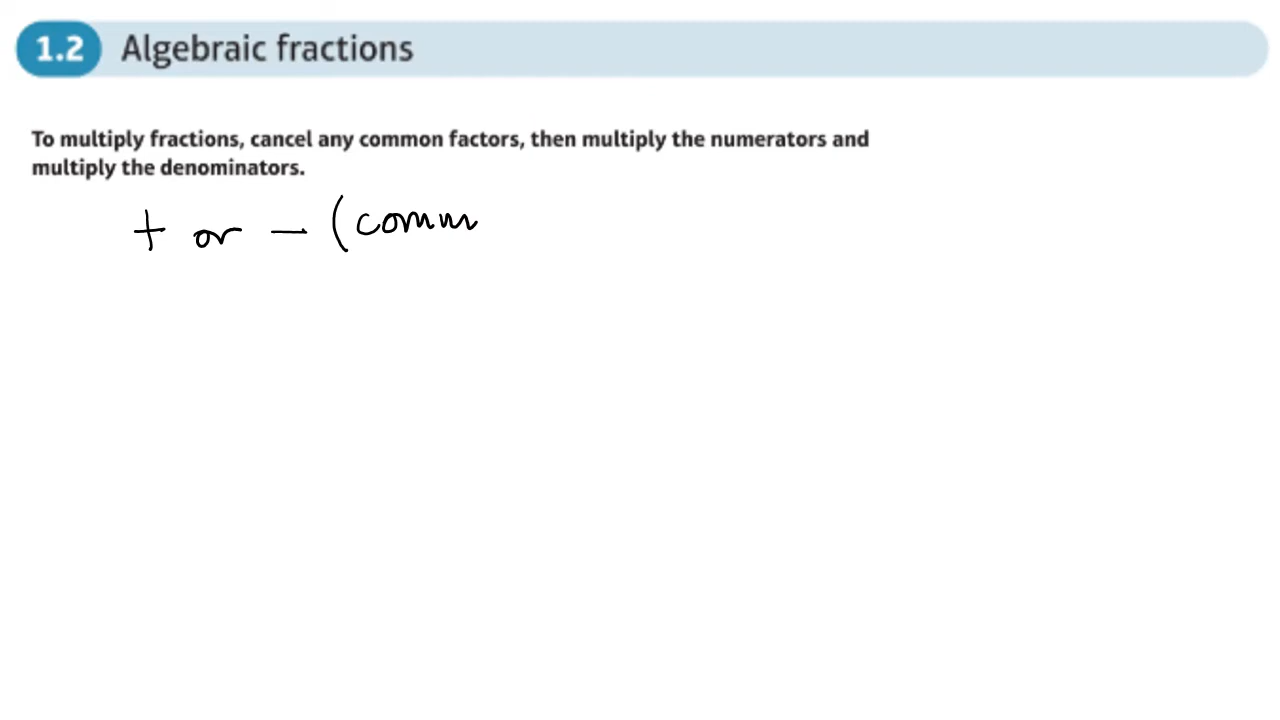 1.2 Algebraic fractions
To multiply fractions, cancel any common factors, then multiply the numerators and
multiply the denominators.
+ or - (comm